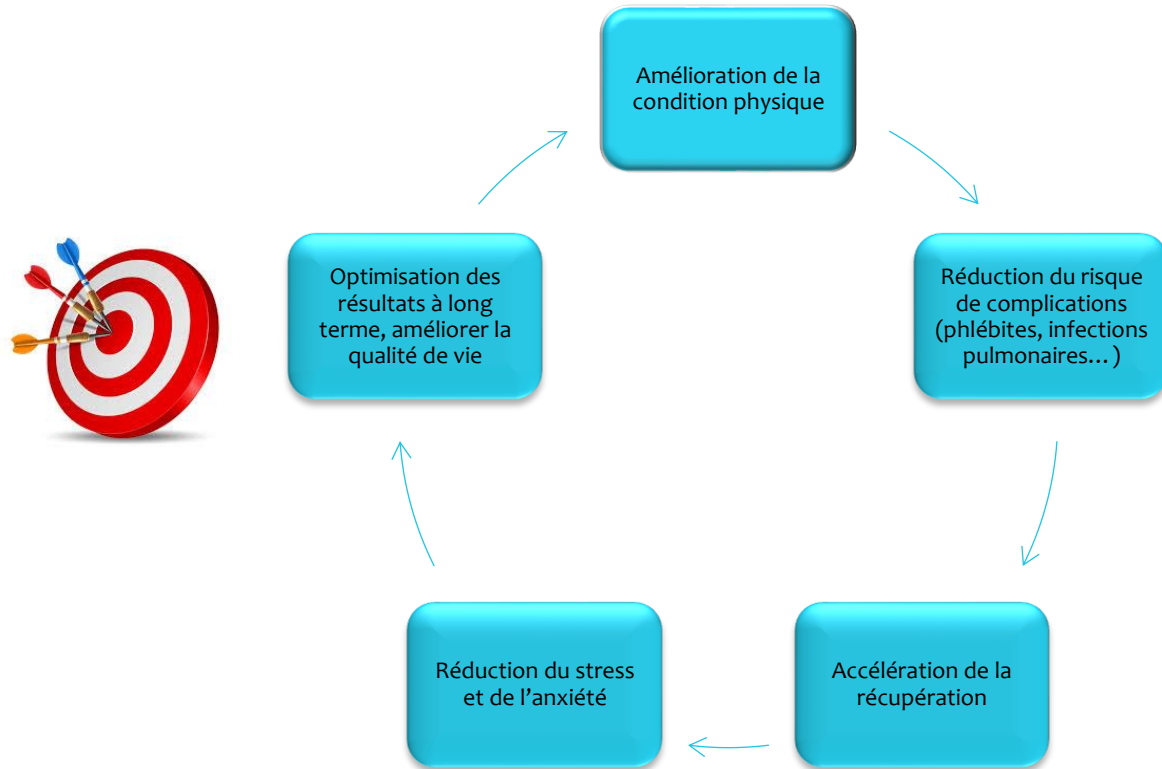 Amélioration de la
condition physique
Réduction du risque
de complications
(phlébites, infections
pulmonaires…)
Accélération de la
récupération
Réduction du stress
et de l’anxiété
Optimisation des
résultats à long
terme, améliorer la
qualité de vie